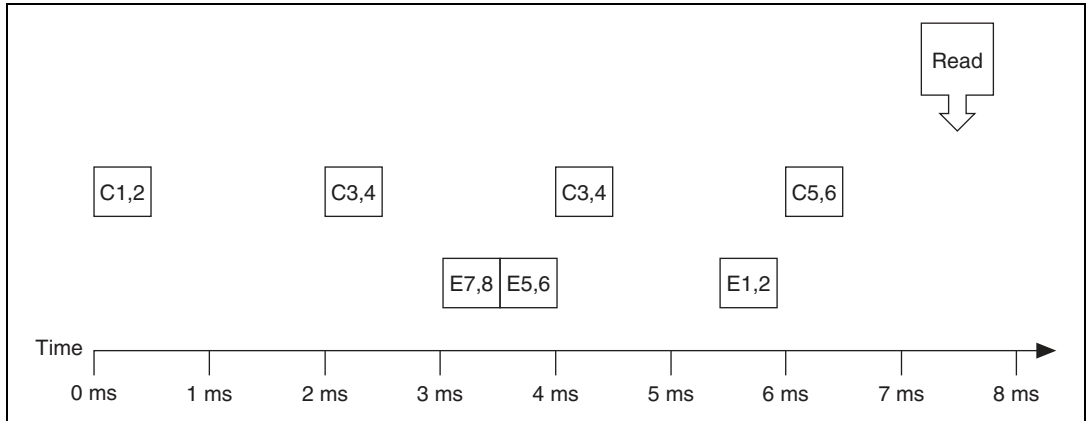 Read
C1,2 C3,4 C3,4 C5,6
E7,8 E5,6 E1,2
Time
0 ms 1 ms 2 ms 3 ms 4 ms 5 ms 6 ms 7 ms 8 ms